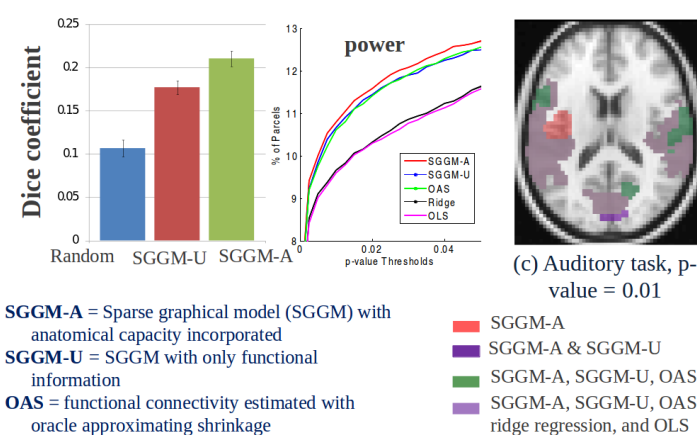 Dice coefficient
0.25
0.2
0.15
0.1
0.05
0
Random SGGM-U SGGM-A
power
% of Parcels
13
12
11
10
9
8
0 0.02 0.04
p-value Thresholds
SGGM-A
SGGM-U
OAS
Ridge
OLS
(c) Auditory task, p-
value = 0.01
SGGM-A = Sparse graphical model (SGGM) with
anatomical capacity incorporated
SGGM-U = SGGM with only functional
information
OAS = functional connectivity estimated with
oracle approximating shrinkage
SGGM-A
SGGM-A & SGGM-U
SGGM-A, SGGM-U, OAS
SGGM-A, SGGM-U, OAS
ridge regression, and OLS